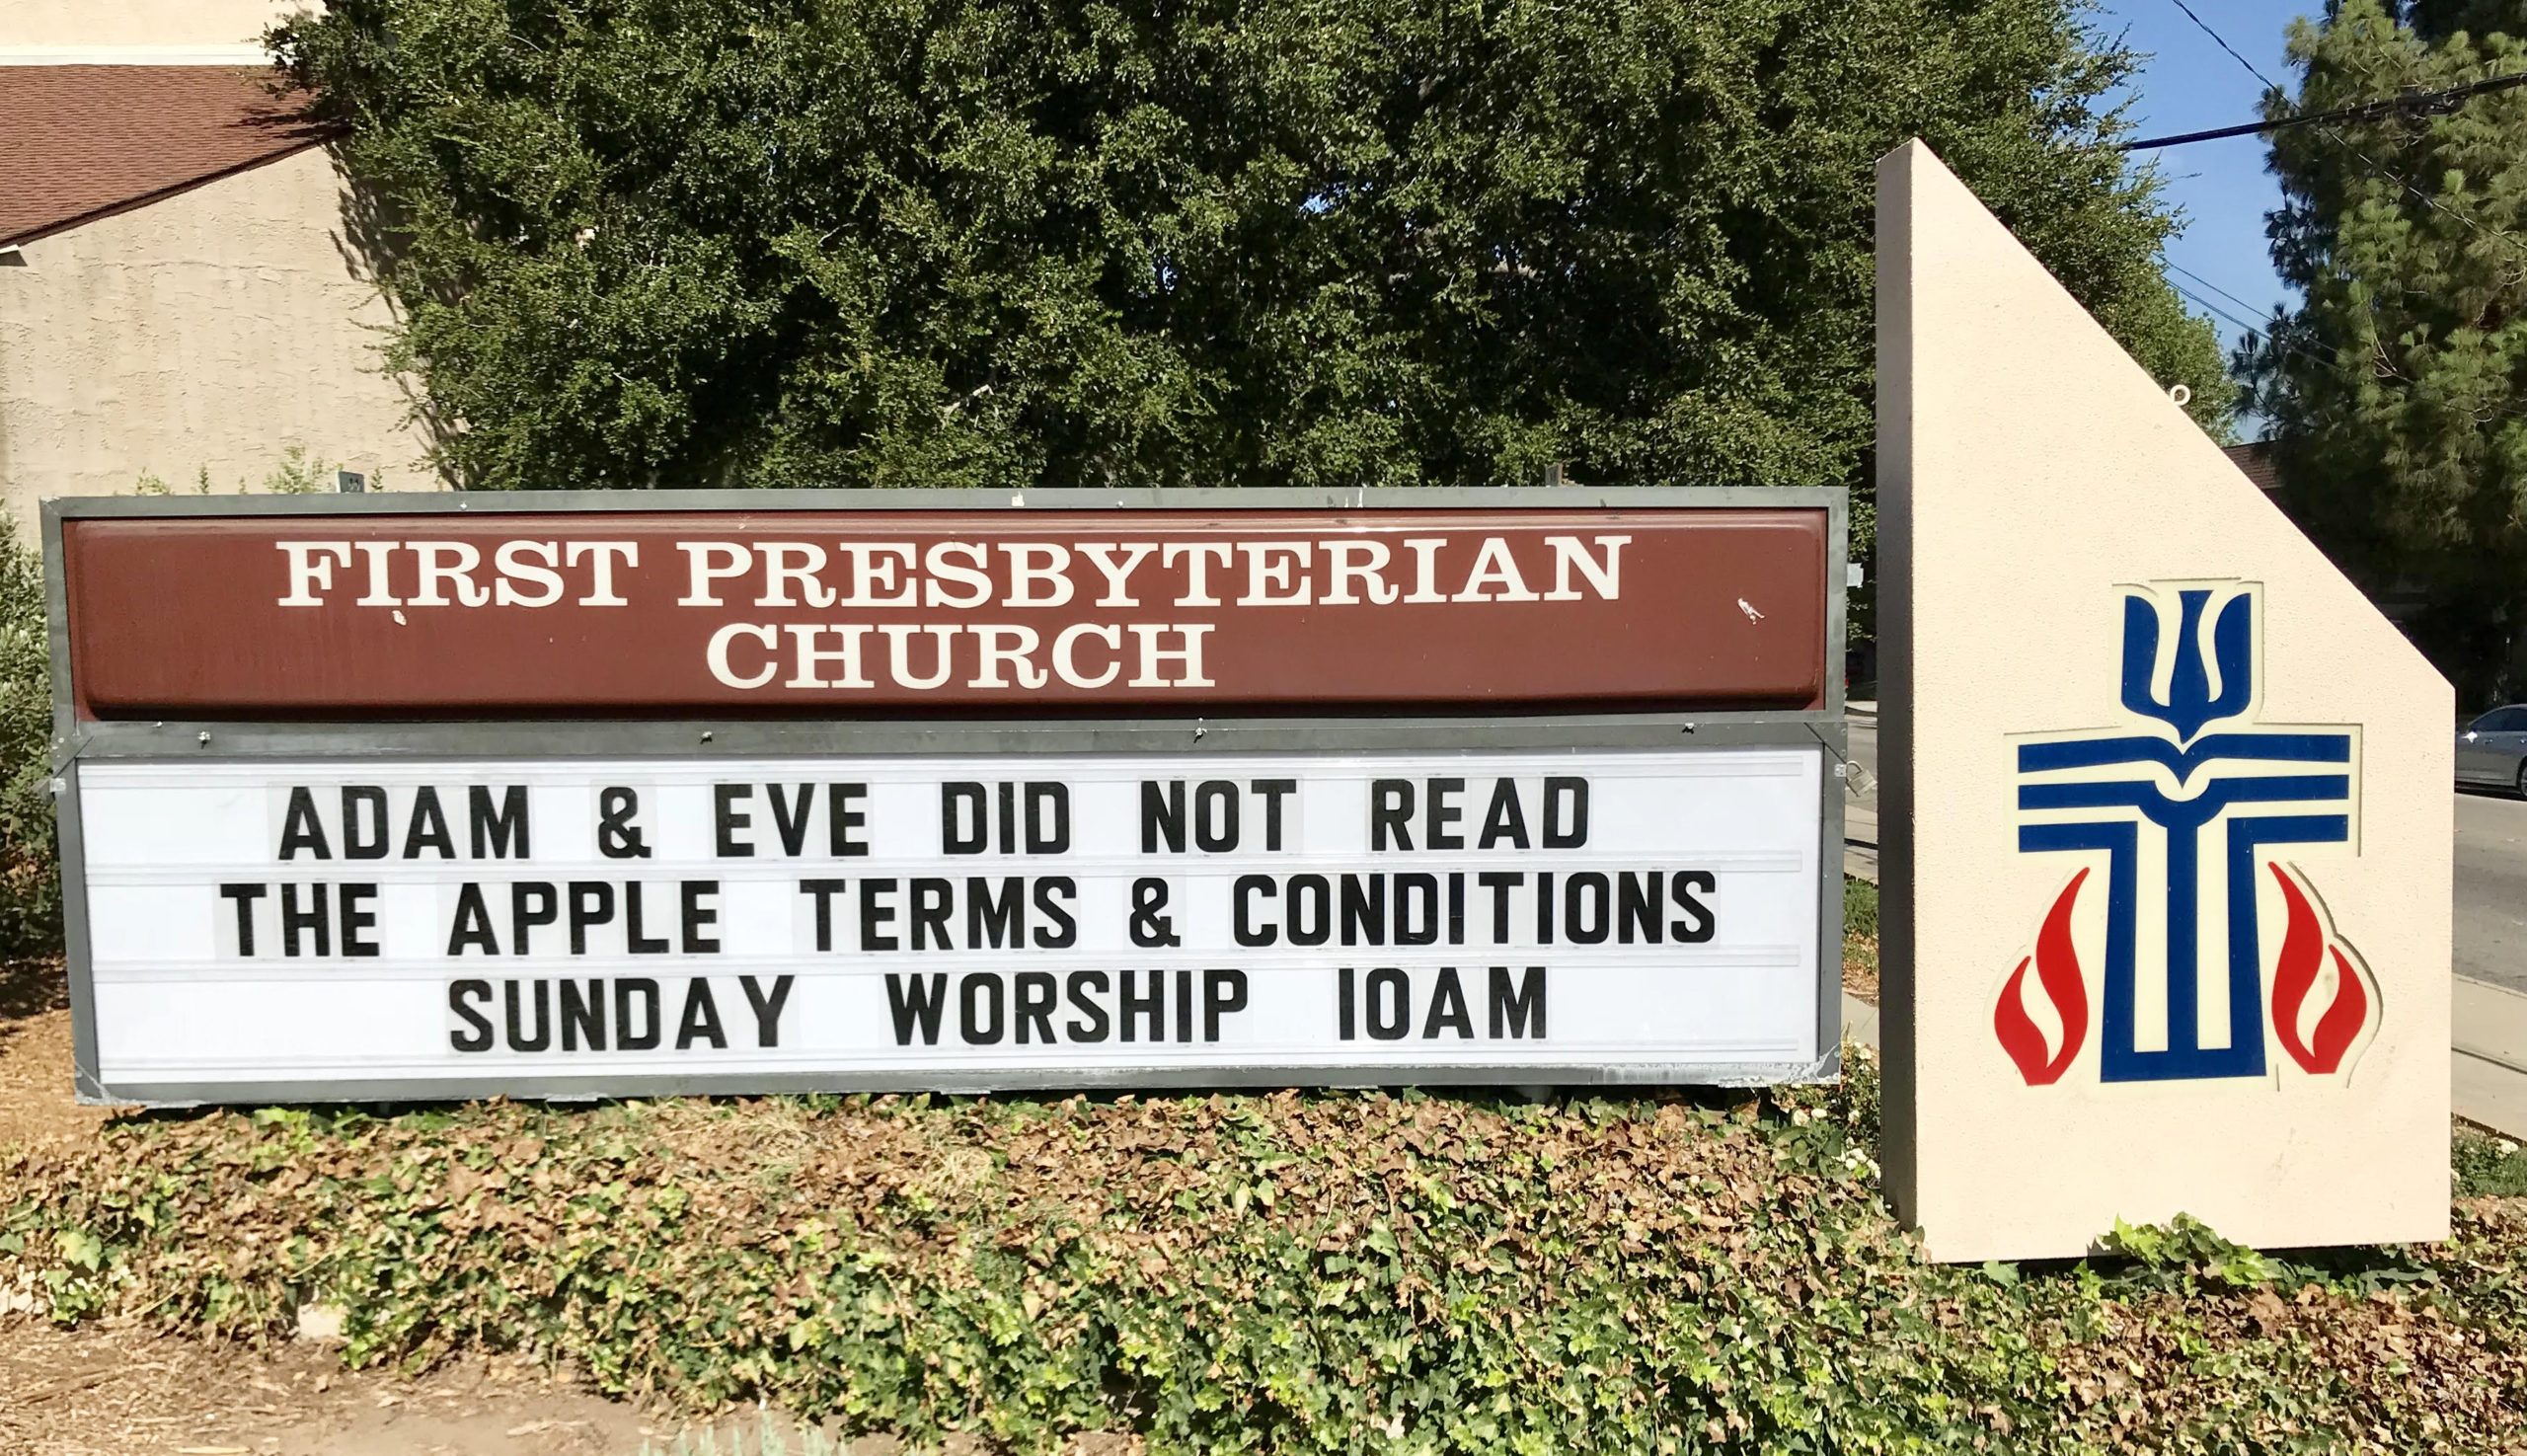 FIRST PRESBYTERIAN
CHURCH
ADAM & EVE DID NOT READ
THE APPLE TERMS & CONDITIONS
SUNDAY WORSHIP 10AM